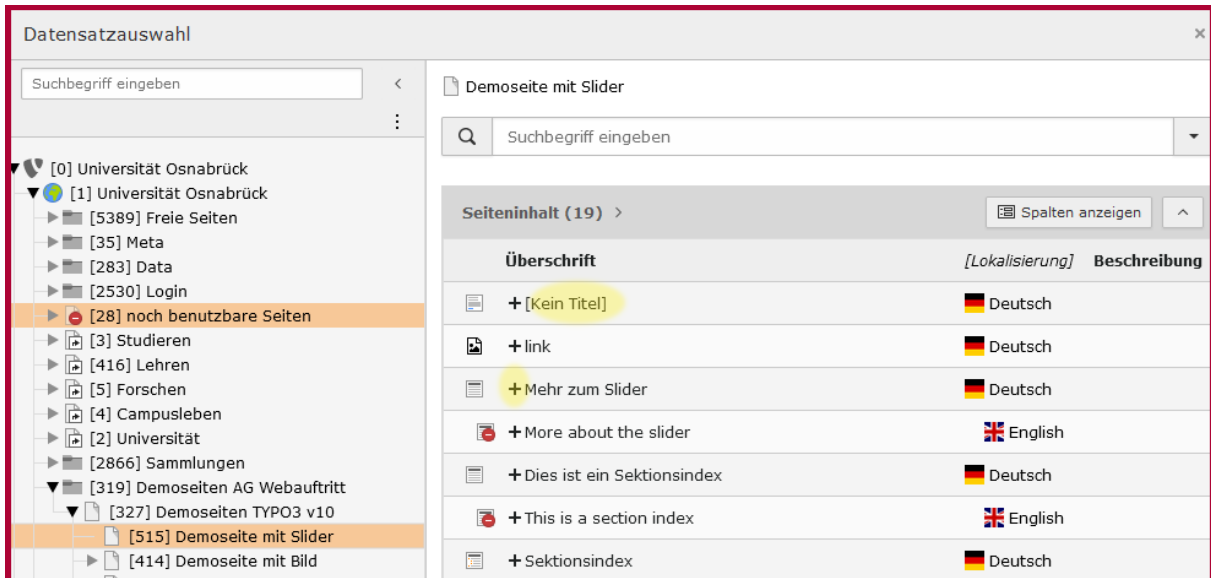 Datensatzauswahl
×
Suchbegriff eingeben
[0] Universität Osnabrück
[1] Universität Osnabrück
[5389] Freie Seiten
[35] Meta
[283] Data
[2530] Login
[28] noch benutzbare Seiten
[3] Studieren
[416] Lehren
[5] Forschen
[4] Campusleben
[2] Universität
[2866] Sammlungen
[319] Demoseiten AG Webauftritt
[327] Demoseiten TYPO3 v10
[515] Demoseite mit Slider
[414] Demoseite mit Bild
Demoseite mit Slider
Suchbegriff eingeben
Seiteninhalt (19) >
Spalten anzeigen
Überschrift [Lokalisierung] Beschreibung
+[Kein Titel] Deutsch
+link Deutsch
+Mehr zum Slider Deutsch
+More about the slider English
+Dies ist ein Sektionsindex Deutsch
+This is a section index English
+Sektionsindex Deutsch